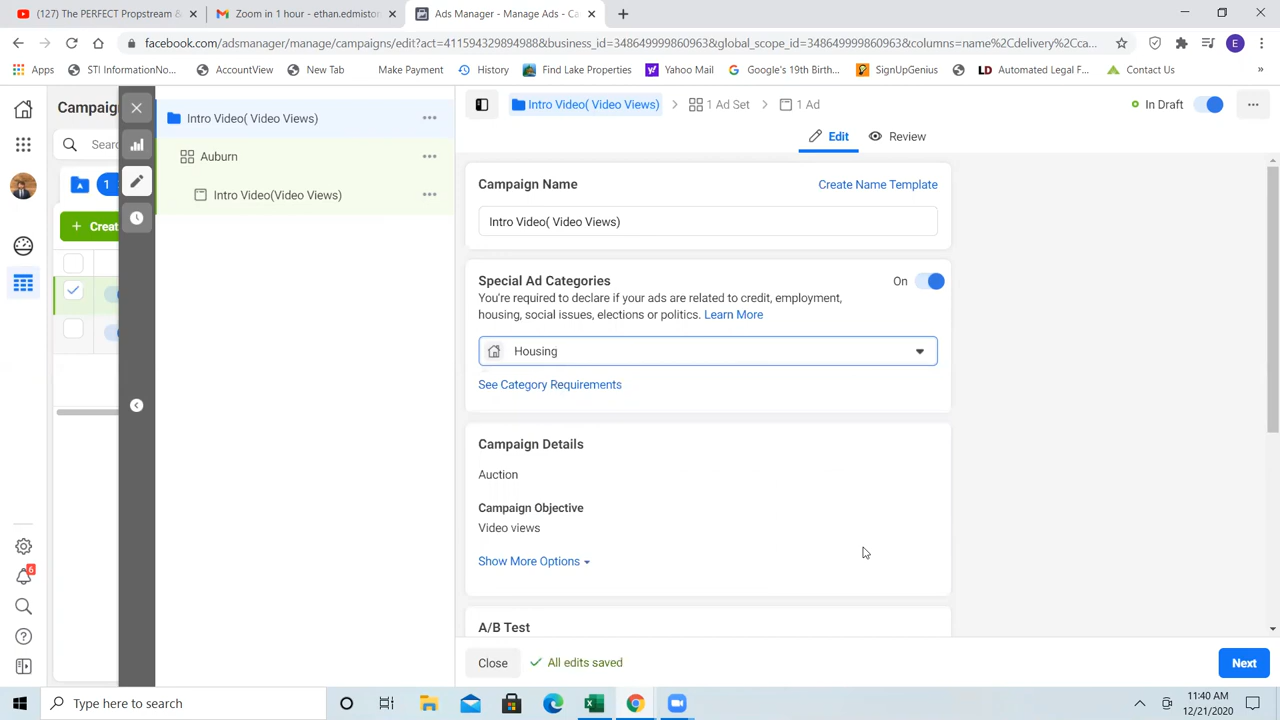 (127) The PERFECT Propstream &
Zoom in 1 hour - ethan.edmiston
Ads Manager - Manage Ads - Ca
facebook.com/adsmanager/manage/campaigns/edit?act=411594329894983&business_id=348649999860963&global_scope_id=348649999860963&columns=name%2Cdelivery%2Cca...
E
Apps
STI InformationNo...
AccountView
New Tab
Make Payment
History
Find Lake Properties
Yahoo Mail
Google's 19th Birth...
SignUpGenius
LD Automated Legal F...
Contact Us
»
Campaig
Searc
1
+ Creat
Intro Video( Video Views)
Auburn
Intro Video(Video Views)
Intro Video( Video Views) > 1 Ad Set > 1 Ad
In Draft
Edit
Review
Campaign Name
Create Name Template
Intro Video( Video Views)
Special Ad Categories
On
You're required to declare if your ads are related to credit, employment,
housing, social issues, elections or politics. Learn More
Housing
See Category Requirements
Campaign Details
Auction
Campaign Objective
Video views
Show More Options
A/B Test
6
Close
All edits saved
Next
Type here to search
11:40 AM
12/21/2020